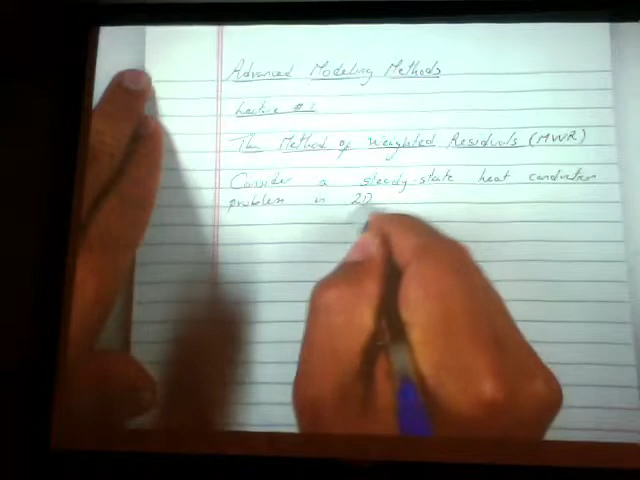 Advanced Modeling Methods
Lecture #1
The Method of Weighted Residuals (MWR)
Consider a steady-state heat conduction
problem in 2D